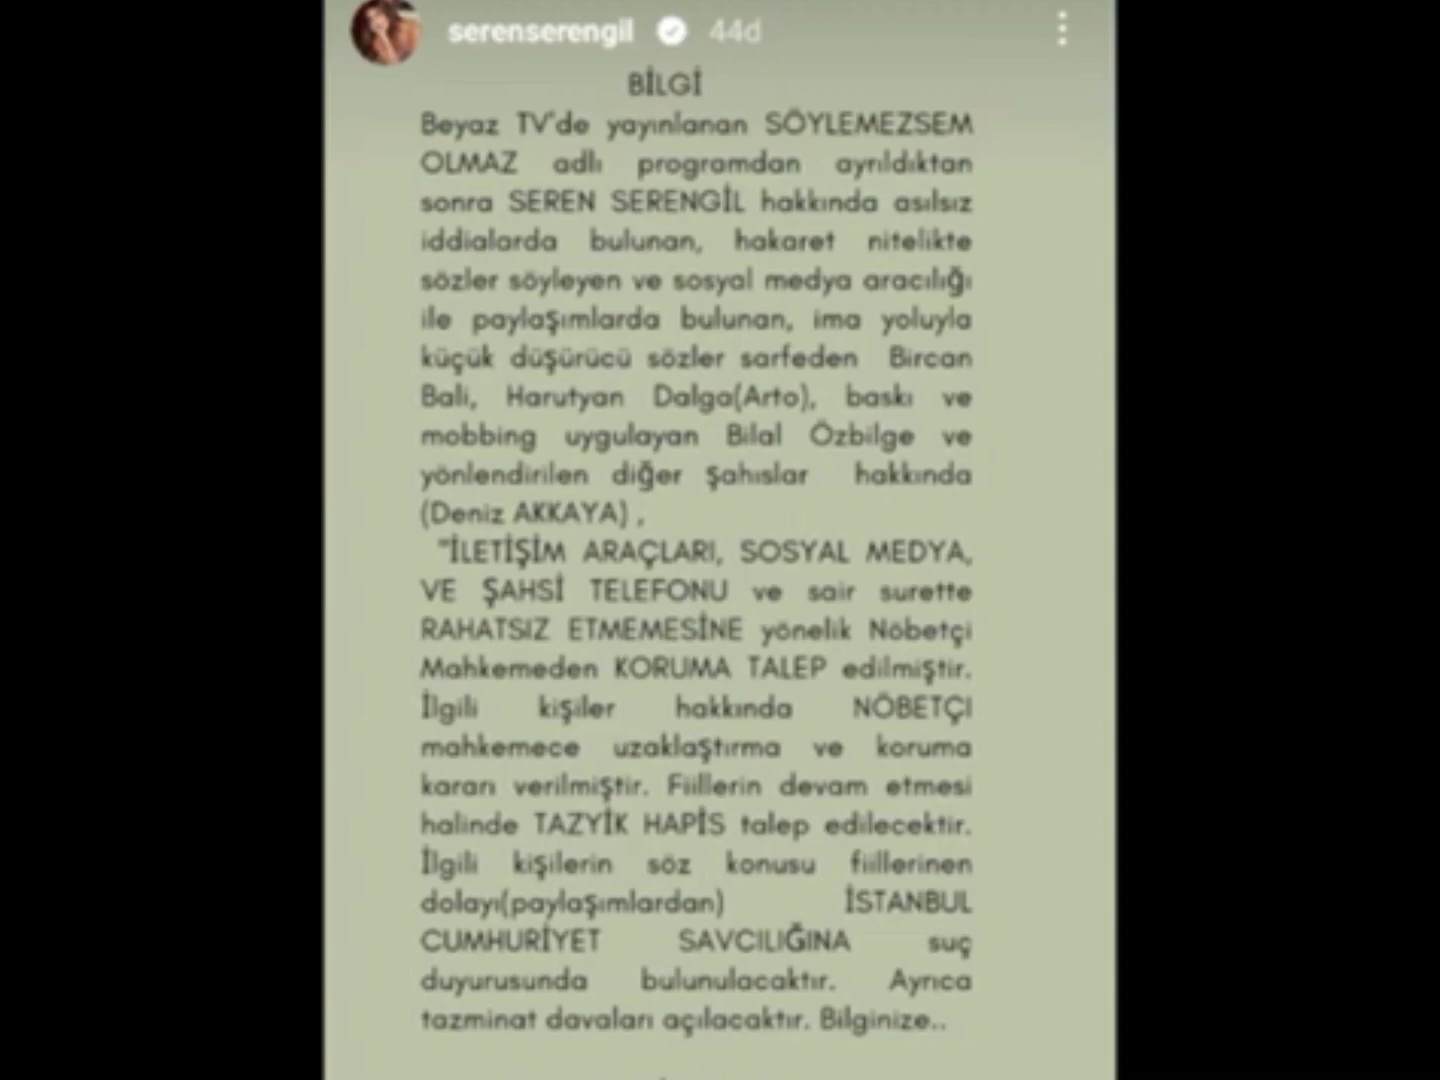 serenserengil 44d
BİLGİ
Beyaz TV'de yayınlanan SÖYLEMEZSEM
OLMAZ adlı programdan ayrıldıktan
sonra SEREN SERENGİL hakkında asılsız
iddialarda bulunan, hakaret nitelikte
sözler söyleyen ve sosyal medya aracılığı
ile paylaşımlarda bulunan, ima yoluyla
küçük düşürücü sözler sarfeden Bircan
Bali, Harutyan Dalga(Arto), baskı ve
mobbing uygulayan Bilal Özbilge ve
yönlendirilen diğer şahıslar hakkında
(Deniz AKKAYA) ,
"İLETİŞİM ARAÇLARI, SOSYAL MEDYA,
VE ŞAHSİ TELEFONU ve sair surette
RAHATSIZ ETMEMESİNE yönelik Nöbetçi
Mahkemeden KORUMA TALEP edilmiştir.
İlgili kişiler hakkında NÖBETÇI
mahkemece uzaklaştırma ve koruma
kararı verilmiştir. Fiillerin devam etmesi
halinde TAZYİK HAPİS talep edilecektir.
İlgili kişilerin söz konusu fiillerinen
dolayı(paylaşımlardan) İSTANBUL
CUMHURİYET SAVCILIĞINA suç
duyurusunda bulunulacaktır. Ayrıca
tazminat davaları açılacaktır. Bilginize..